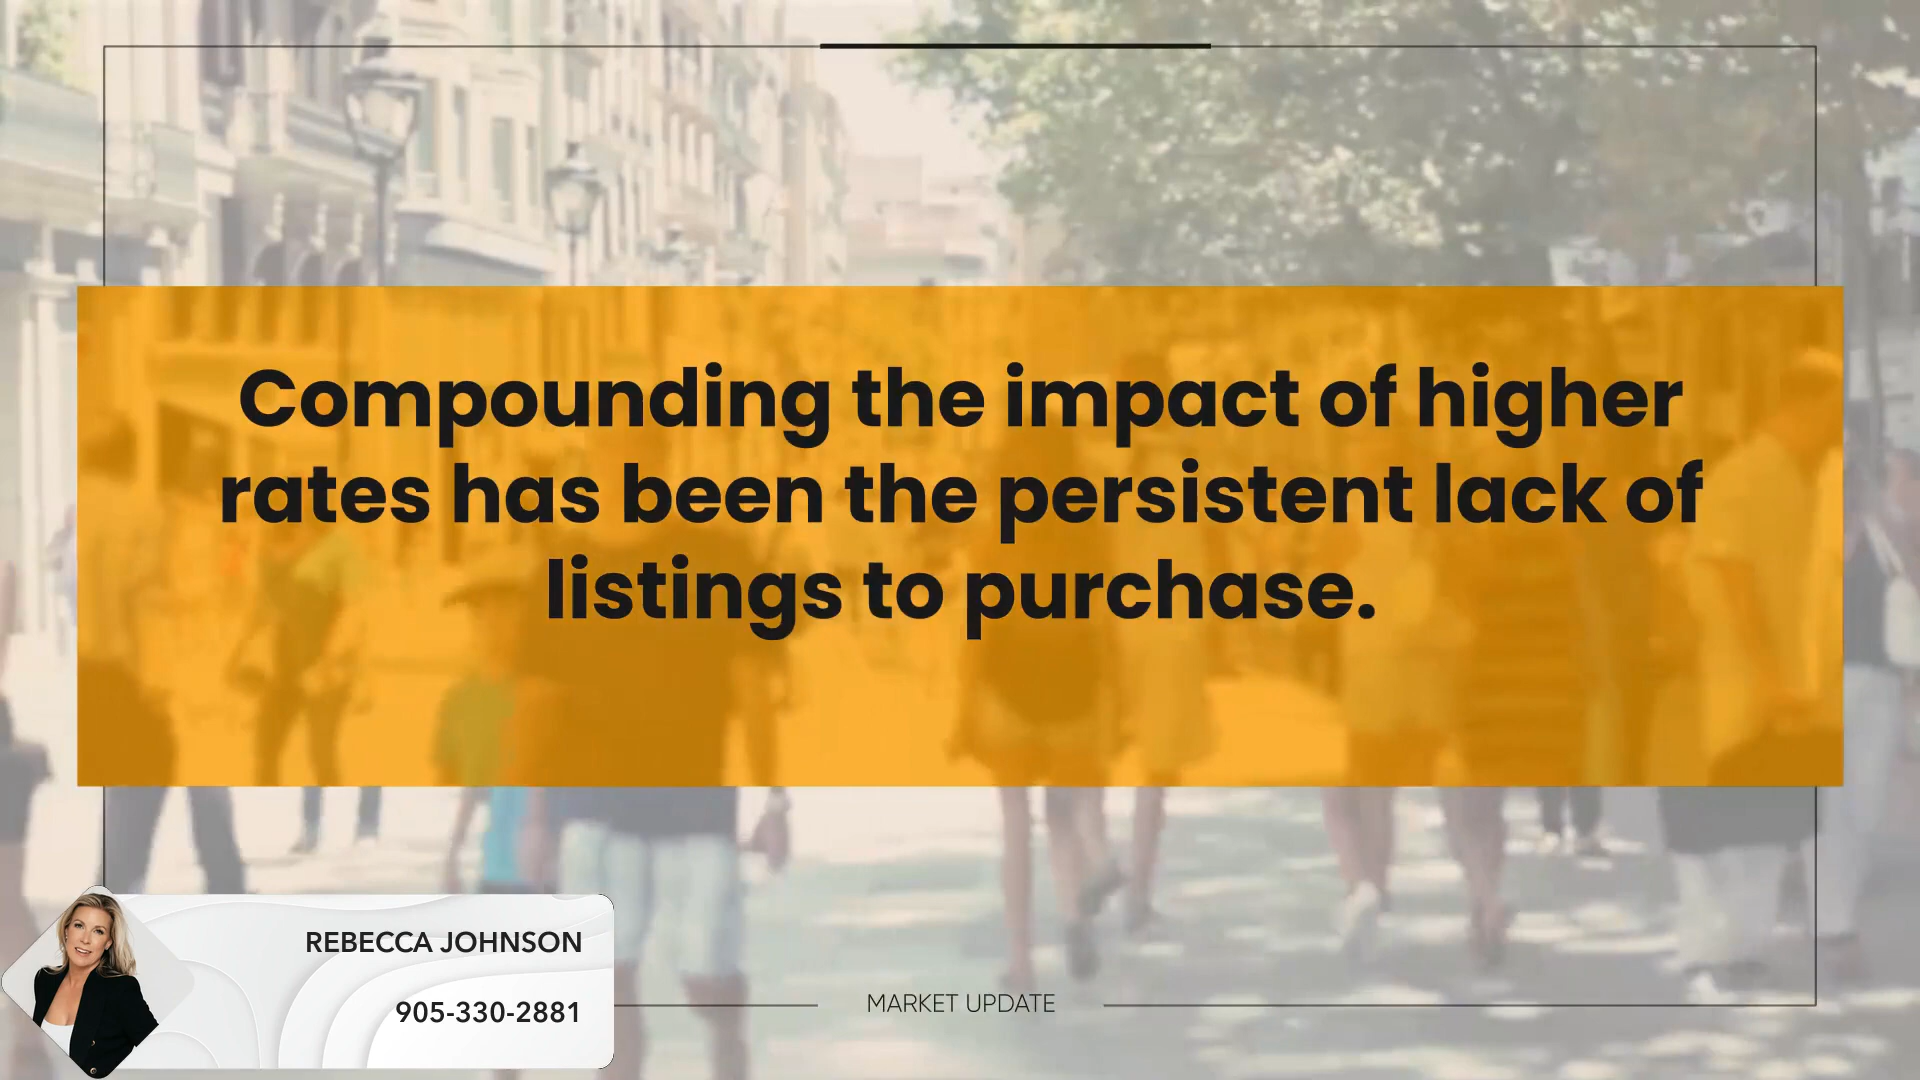 Compounding the impact of higher
rates has been the persistent lack of
listings to purchase.
REBECCA JOHNSON
905-330-2881
MARKET UPDATE